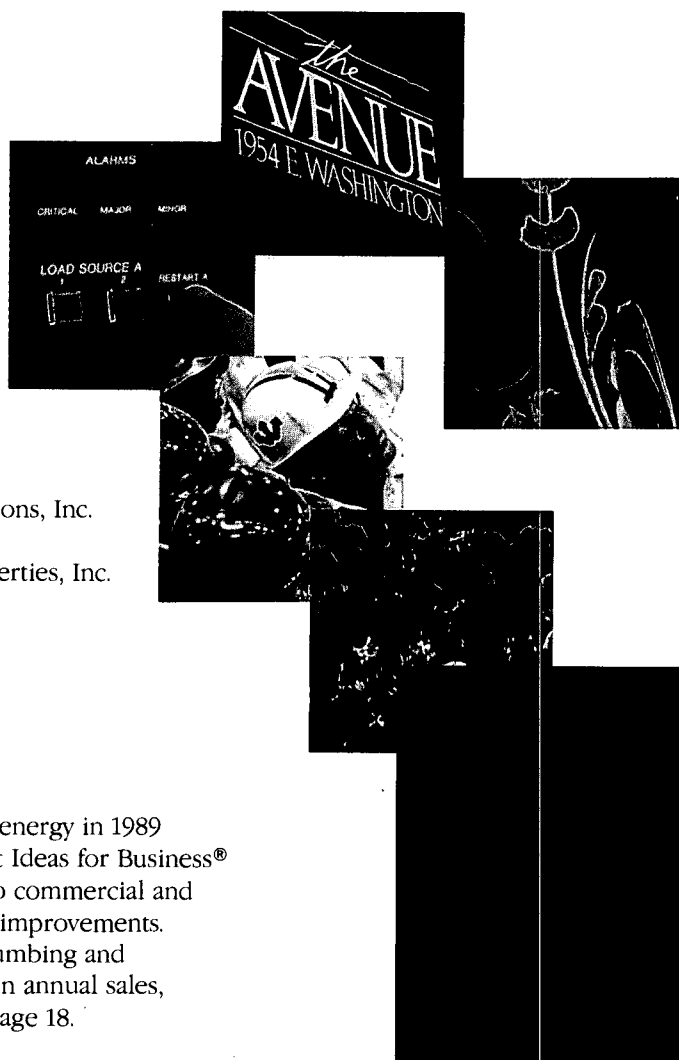 the
AVENUE
1954 E. WASHINGTON
ALARMS
CRITICAL MAJOR MINOR
LOAD SOURCE A
1 2 RESTART A
ons, Inc.
erties, Inc.
energy in 1989
t Ideas for Business®
o commercial and
improvements.
umbing and
n annual sales,
age 18.